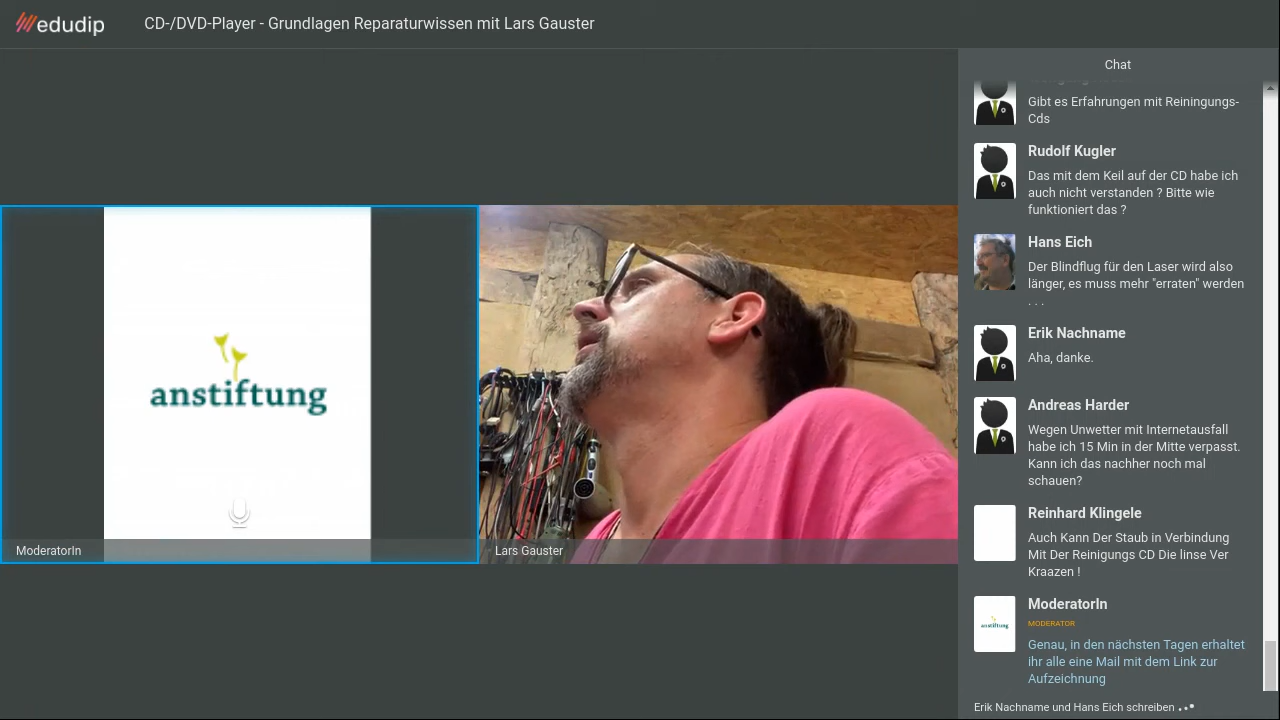 edudip
CD-/DVD-Player - Grundlagen Reparaturwissen mit Lars Gauster
anstiftung
ModeratorIn
Lars Gauster
Chat
Gibt es Erfahrungen mit Reiningungs-
Cds
Rudolf Kugler
Das mit dem Keil auf der CD habe ich
auch nicht verstanden ? Bitte wie
funktioniert das ?
Hans Eich
Der Blindflug für den Laser wird also
länger, es muss mehr "erraten" werden
. . .
Erik Nachname
Aha, danke.
Andreas Harder
Wegen Unwetter mit Internetausfall
habe ich 15 Min in der Mitte verpasst.
Kann ich das nachher noch mal
schauen?
Reinhard Klingele
Auch Kann Der Staub in Verbindung
Mit Der Reinigungs CD Die linse Ver
Kraazen !
ModeratorIn
anstiftung
MODERATOR
Genau, in den nächsten Tagen erhaltet
ihr alle eine Mail mit dem Link zur
Aufzeichnung
Erik Nachname und Hans Eich schreiben